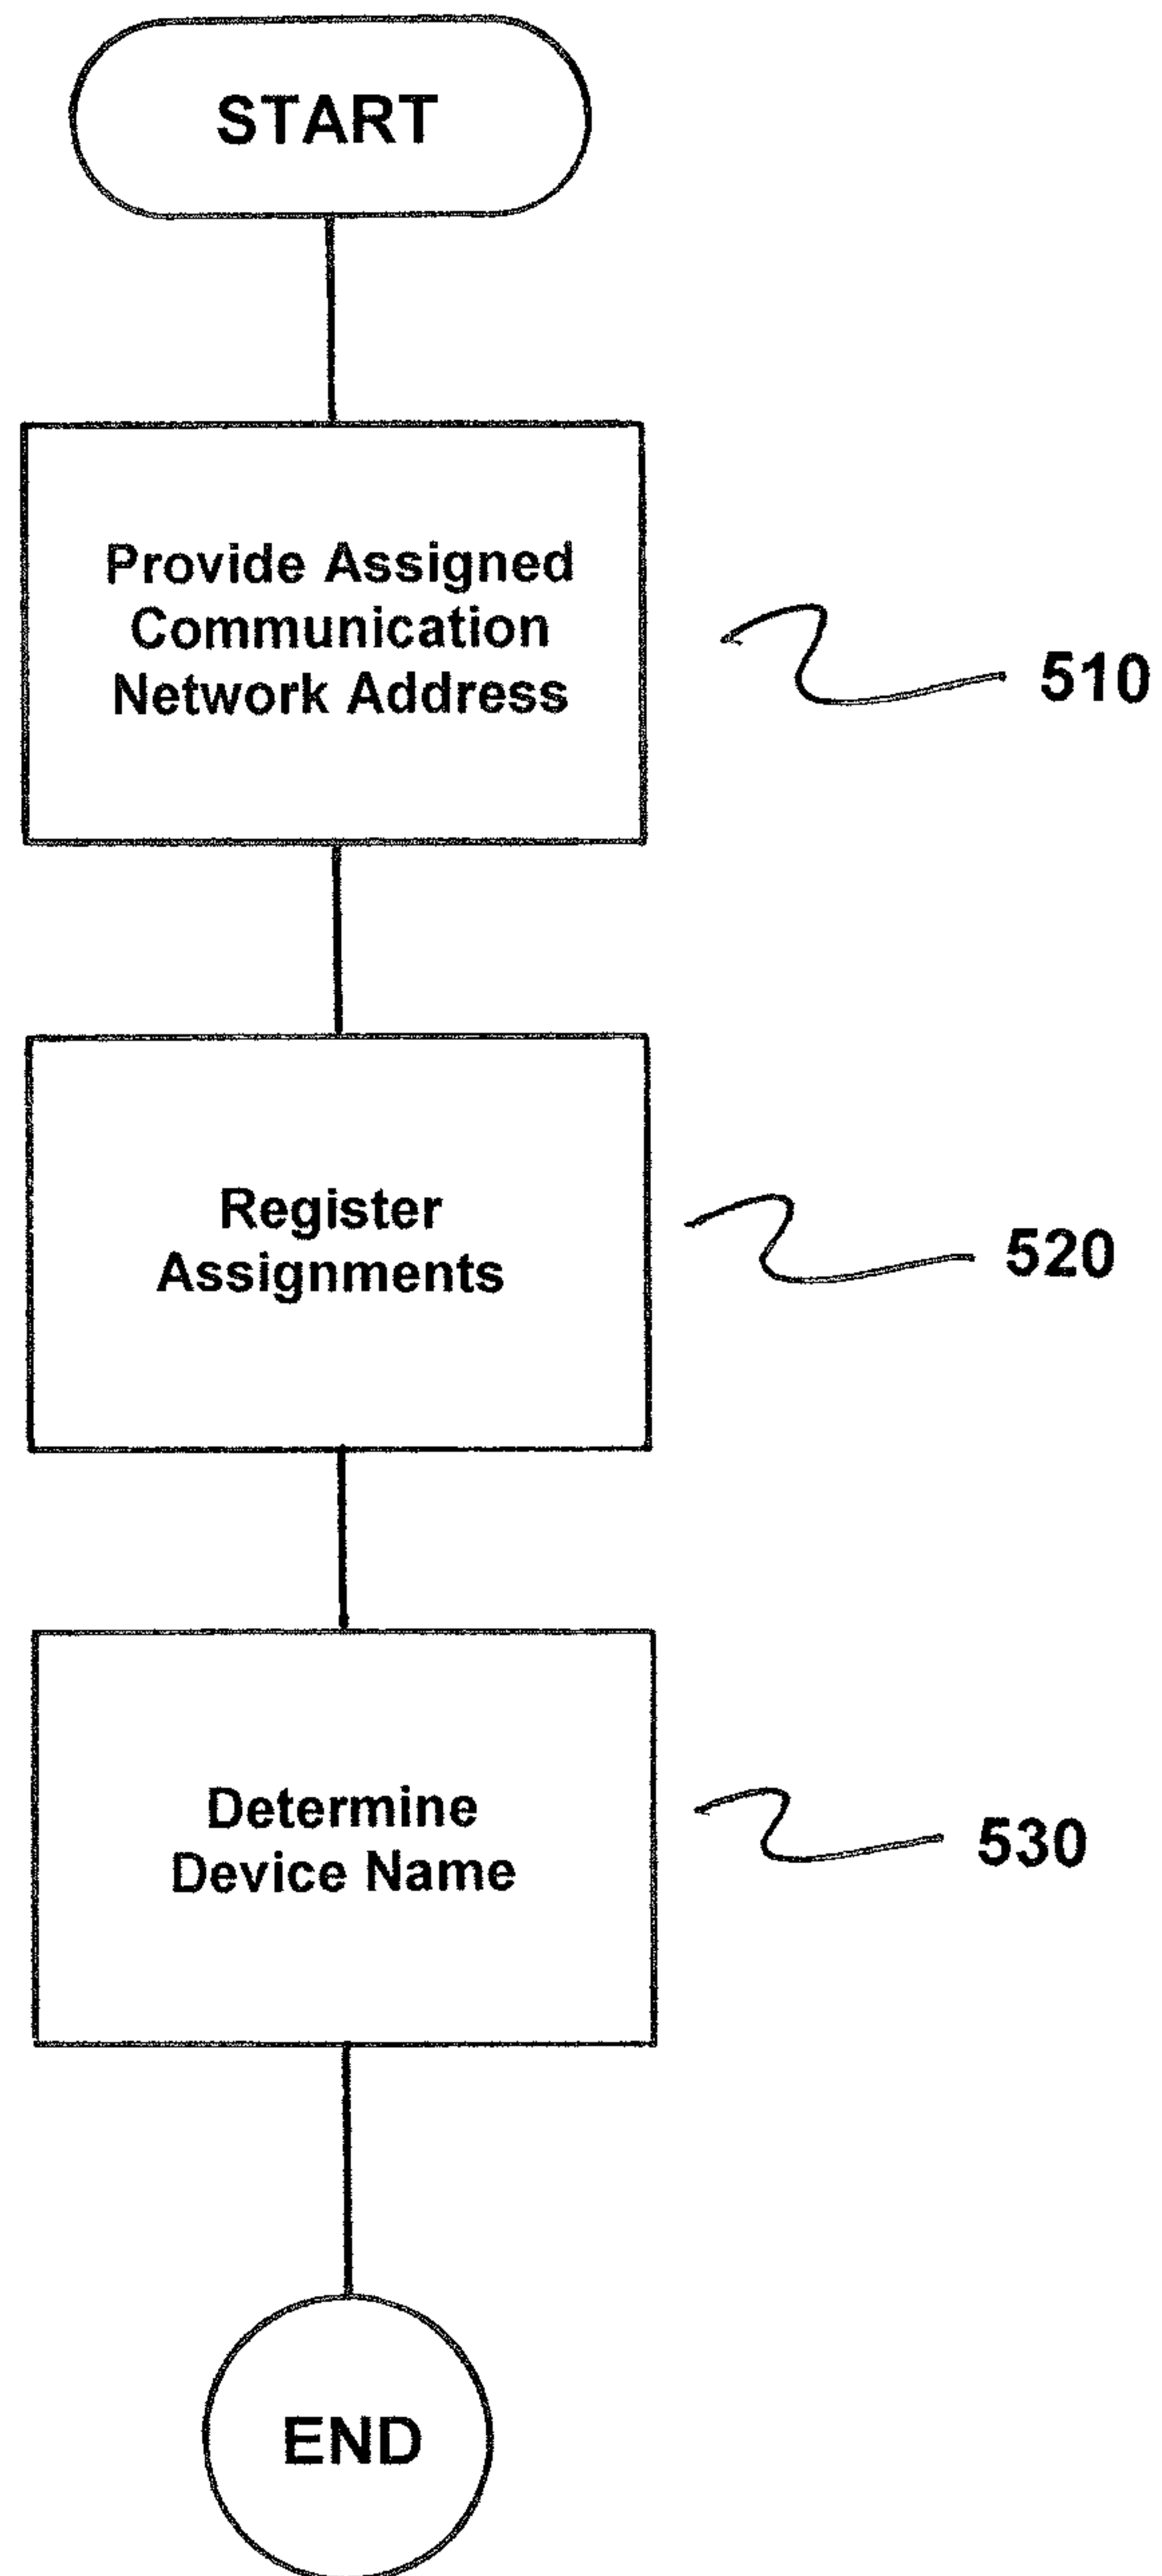 START
Provide Assigned
Communication
Network Address
510
Register
Assignments
520
Determine
Device Name
530
END